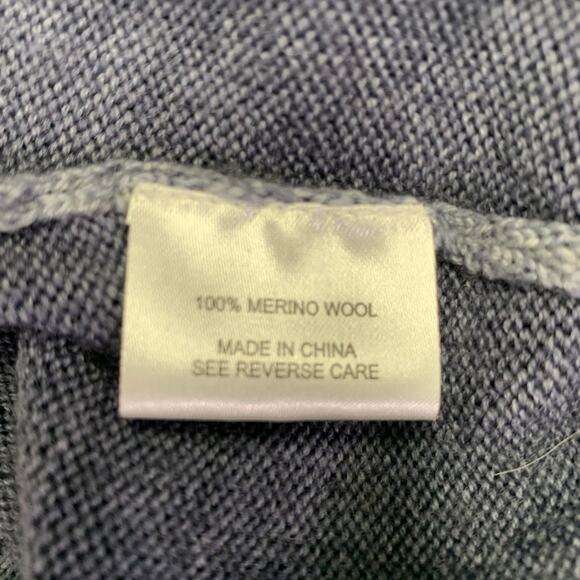 100% MERINO WOOL
MADE IN CHINA
SEE REVERSE CARE